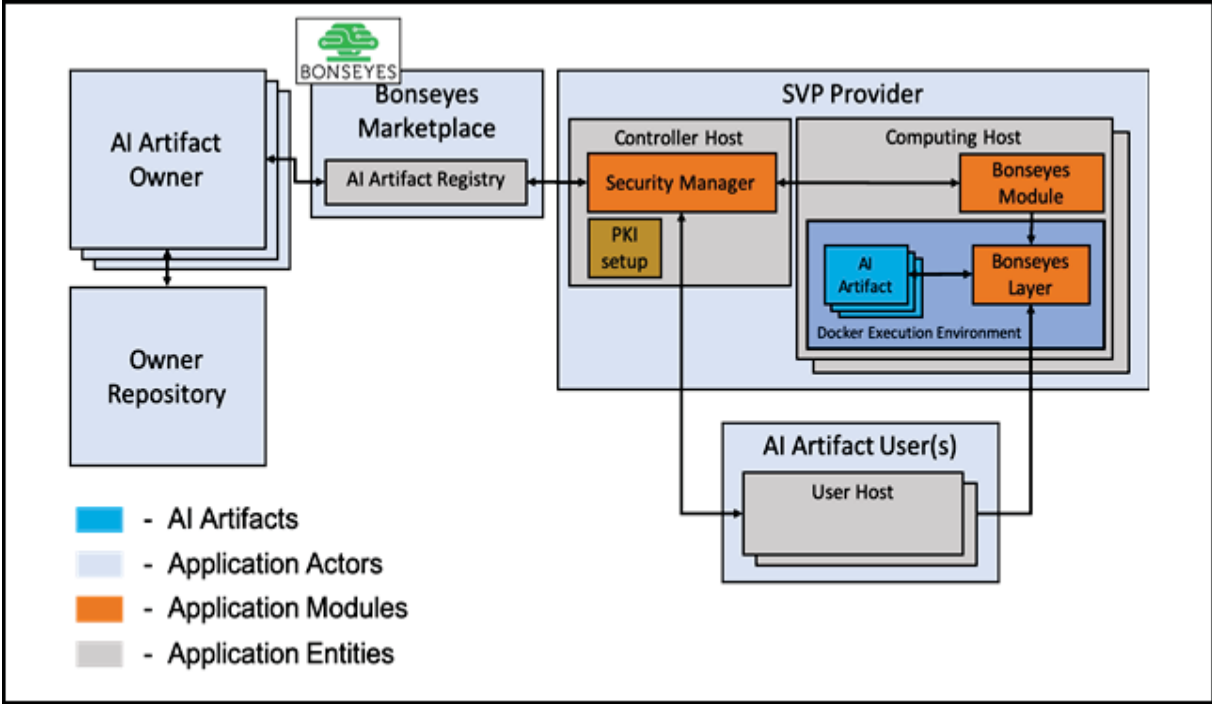 BONSEYES
AI Artifact
Owner
Bonseyes
Marketplace
AI Artifact Registry
SVP Provider
Controller Host
Security Manager
PKI
setup
Computing Host
Bonseyes
Module
AI
Artifact
Bonseyes
Layer
Docker Execution Environment
Owner
Repository
AI Artifact User(s)
User Host
- AI Artifacts
- Application Actors
- Application Modules
- Application Entities